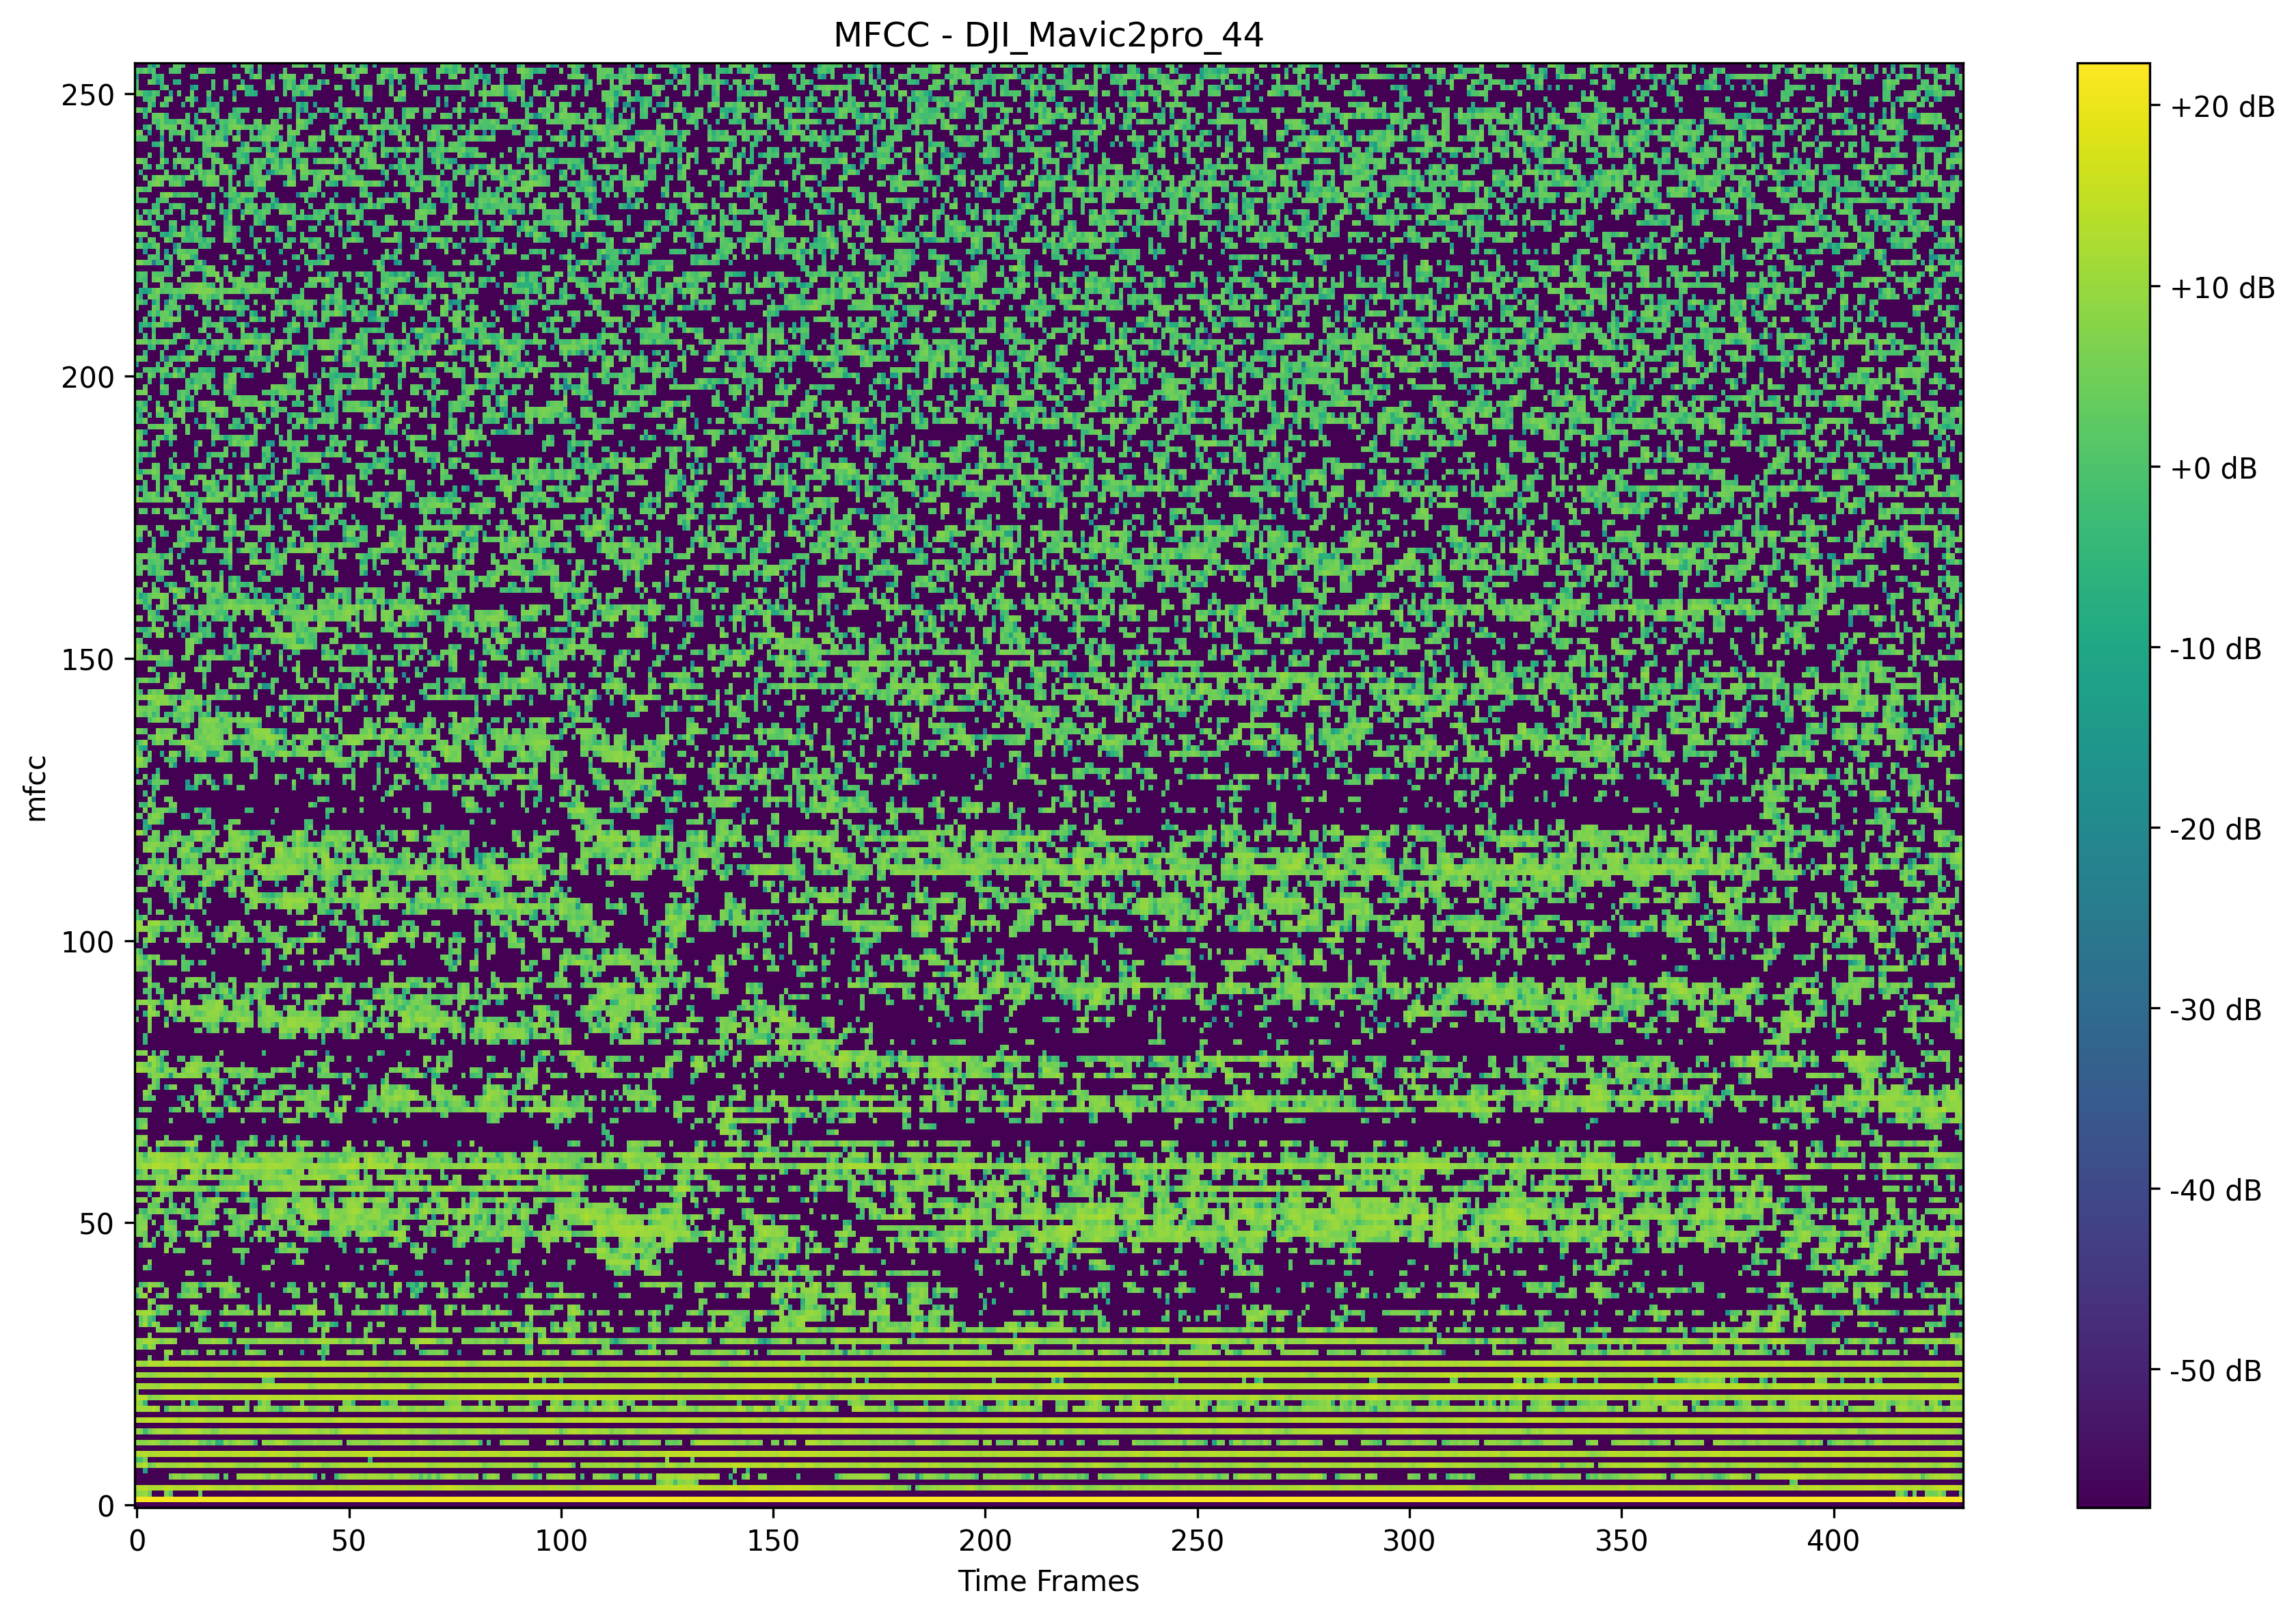 MFCC - DJI_Mavic2pro_44
250
200
150
100
50
0
mfcc
0
50
100
150
200
250
300
350
400
Time Frames
+20 dB
+10 dB
+0 dB
-10 dB
-20 dB
-30 dB
-40 dB
-50 dB